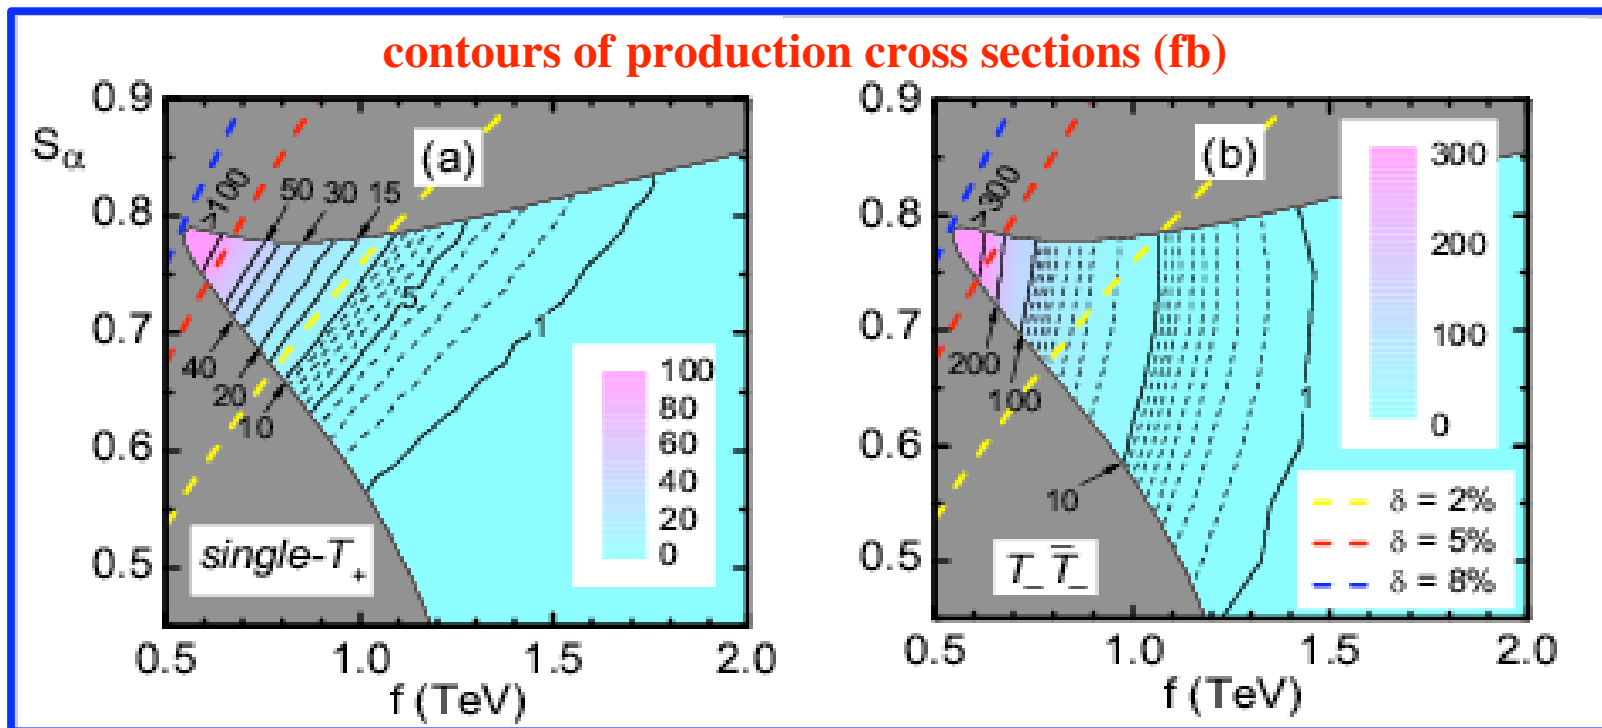 contours of production cross sections (fb)
0.9
0.8
0.7
0.6
0.5
Sα
(a)
>100
50
30
15
5
1
40
20
10
100
80
60
40
20
0
single-T+
0.5 1.0 1.5 2.0
f (TeV)
0.9
0.8
0.7
0.6
0.5
(b)
>300
200
100
10
1
300
200
100
0
δ = 2%
δ = 5%
δ = 8%
T_ T̄_
0.5 1.0 1.5 2.0
f (TeV)